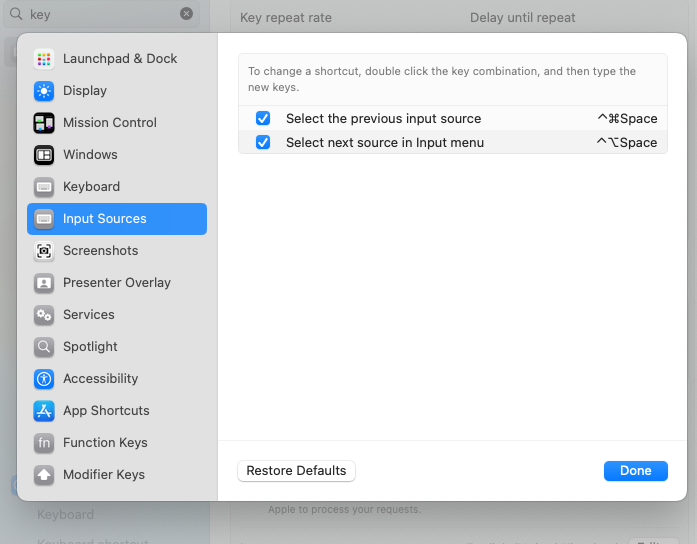 key
Key repeat rate
Delay until repeat
Launchpad & Dock
Display
Mission Control
Windows
Keyboard
Input Sources
Screenshots
Presenter Overlay
Services
Spotlight
Accessibility
App Shortcuts
fn Function Keys
Modifier Keys
To change a shortcut, double click the key combination, and then type the
new keys.
Select the previous input source ^⌘Space
Select next source in Input menu ^⌥Space
Restore Defaults
Done
Apple to process your requests.
Keyboard